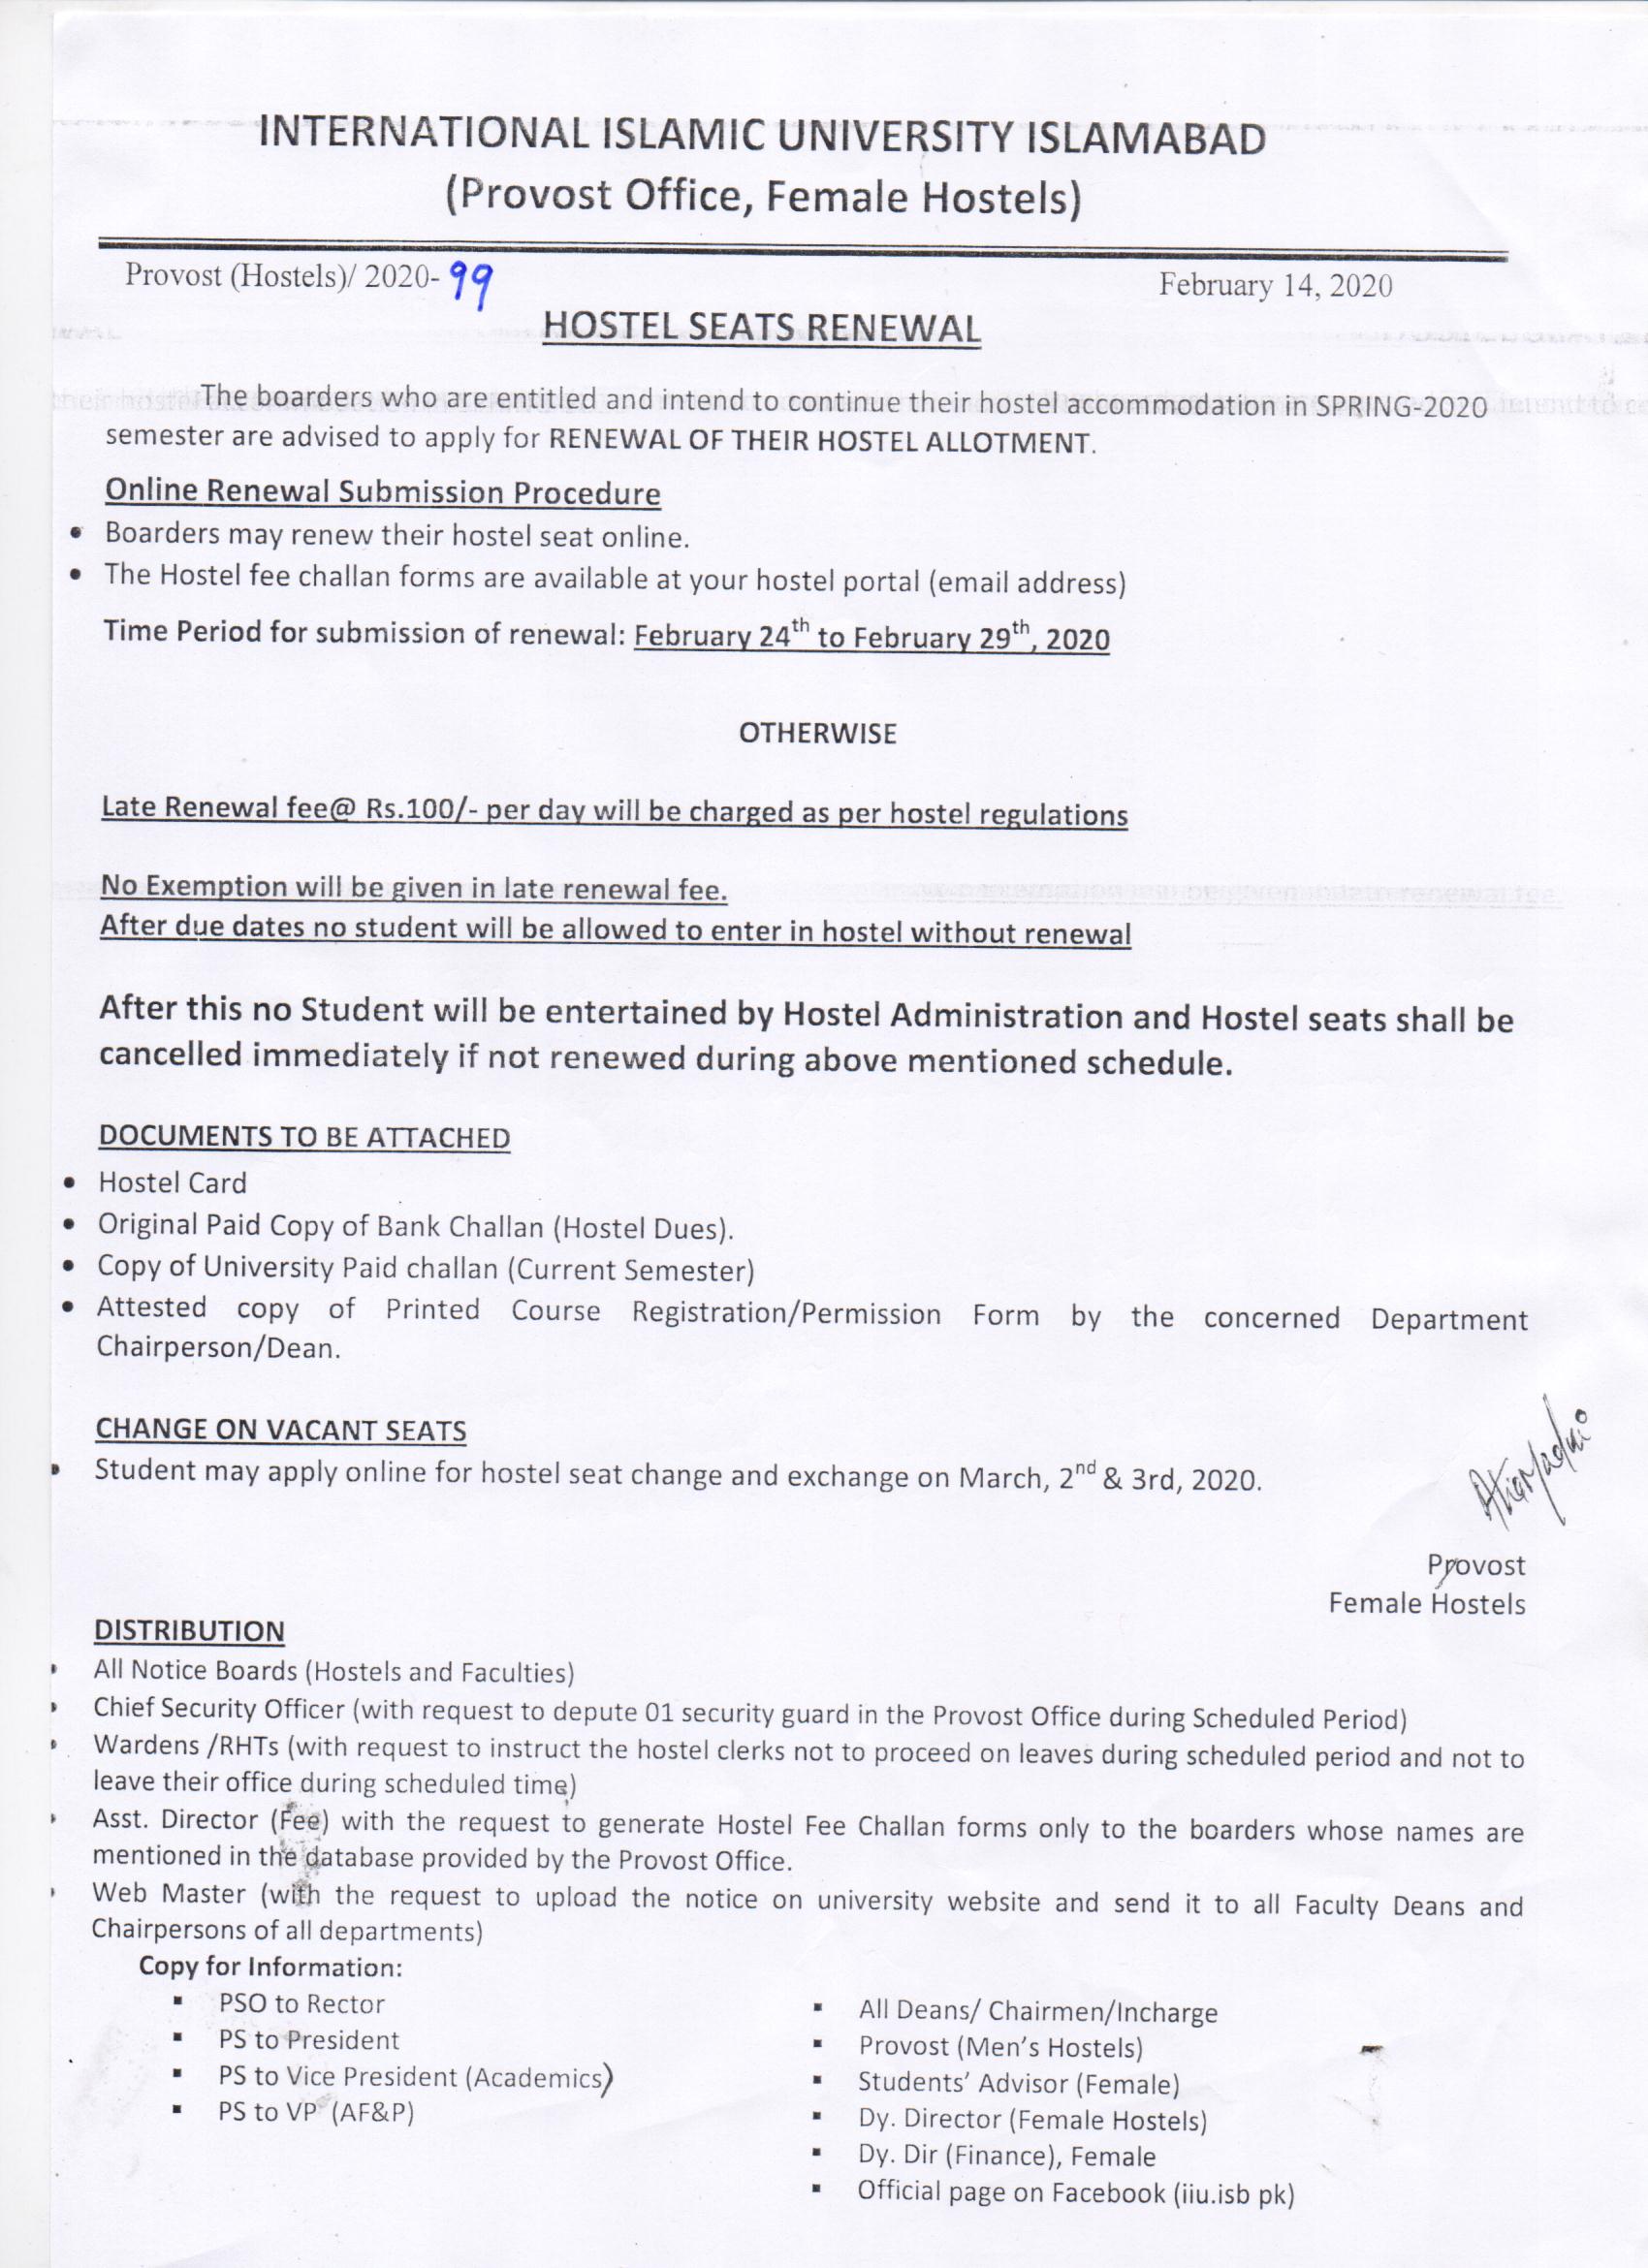 INTERNATIONAL ISLAMIC UNIVERSITY ISLAMABAD
(Provost Office, Female Hostels)
Provost (Hostels)/ 2020-99
February 14, 2020
HOSTEL SEATS RENEWAL
The boarders who are entitled and intend to continue their hostel accommodation in SPRING-2020
semester are advised to apply for RENEWAL OF THEIR HOSTEL ALLOTMENT.
Online Renewal Submission Procedure
• Boarders may renew their hostel seat online.
• The Hostel fee challan forms are available at your hostel portal (email address)
Time Period for submission of renewal: February 24th to February 29th, 2020
OTHERWISE
Late Renewal fee@ Rs.100/- per day will be charged as per hostel regulations
No Exemption will be given in late renewal fee.
After due dates no student will be allowed to enter in hostel without renewal
After this no Student will be entertained by Hostel Administration and Hostel seats shall be
cancelled immediately if not renewed during above mentioned schedule.
DOCUMENTS TO BE ATTACHED
• Hostel Card
• Original Paid Copy of Bank Challan (Hostel Dues).
• Copy of University Paid challan (Current Semester)
• Attested copy of Printed Course Registration/Permission Form by the concerned Department
Chairperson/Dean.
CHANGE ON VACANT SEATS
• Student may apply online for hostel seat change and exchange on March, 2nd & 3rd, 2020.
Provost
Female Hostels
DISTRIBUTION
• All Notice Boards (Hostels and Faculties)
• Chief Security Officer (with request to depute 01 security guard in the Provost Office during Scheduled Period)
• Wardens /RHTs (with request to instruct the hostel clerks not to proceed on leaves during scheduled period and not to
leave their office during scheduled time)
• Asst. Director (Fee) with the request to generate Hostel Fee Challan forms only to the boarders whose names are
mentioned in the database provided by the Provost Office.
• Web Master (with the request to upload the notice on university website and send it to all Faculty Deans and
Chairpersons of all departments)
Copy for Information:
▪ PSO to Rector
▪ PS to President
▪ PS to Vice President (Academics)
▪ PS to VP (AF&P)
▪ All Deans/ Chairmen/Incharge
▪ Provost (Men's Hostels)
▪ Students' Advisor (Female)
▪ Dy. Director (Female Hostels)
▪ Dy. Dir (Finance), Female
▪ Official page on Facebook (iiu.isb pk)